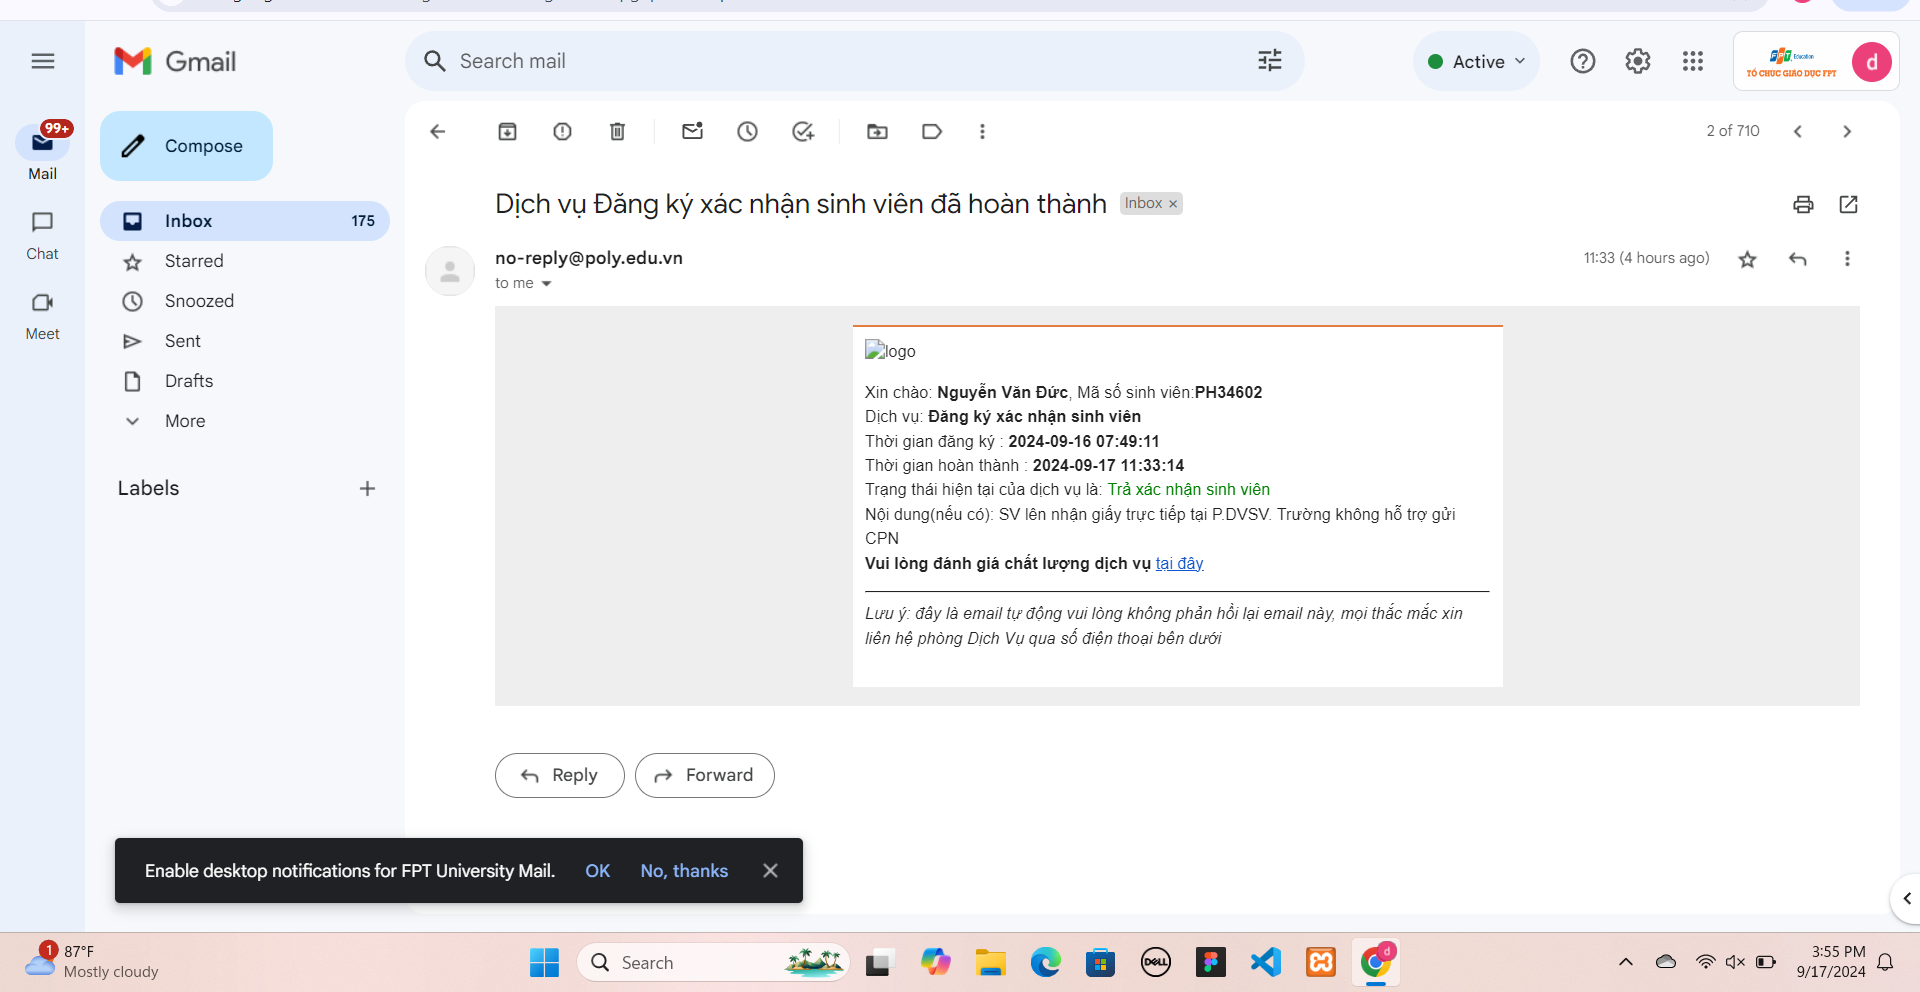 Gmail
Search mail
Active
FPT Education
TỔ CHỨC GIÁO DỤC FPT
d
99+
Mail
Chat
Meet
Compose
Inbox 175
Starred
Snoozed
Sent
Drafts
More
Labels
2 of 710
Dịch vụ Đăng ký xác nhận sinh viên đã hoàn thành Inbox ×
no-reply@poly.edu.vn
to me
11:33 (4 hours ago)
logo
Xin chào: Nguyễn Văn Đức, Mã số sinh viên:PH34602
Dịch vụ: Đăng ký xác nhận sinh viên
Thời gian đăng ký : 2024-09-16 07:49:11
Thời gian hoàn thành : 2024-09-17 11:33:14
Trạng thái hiện tại của dịch vụ là: Trả xác nhận sinh viên
Nội dung(nếu có): SV lên nhận giấy trực tiếp tại P.DVSV. Trường không hỗ trợ gửi
CPN
Vui lòng đánh giá chất lượng dịch vụ tại đây
Lưu ý: đây là email tự động vui lòng không phản hồi lại email này, mọi thắc mắc xin
liên hệ phòng Dịch Vụ qua số điện thoại bên dưới
Reply
Forward
Enable desktop notifications for FPT University Mail. OK No, thanks
1
87°F
Mostly cloudy
Search
DELL
d
3:55 PM
9/17/2024